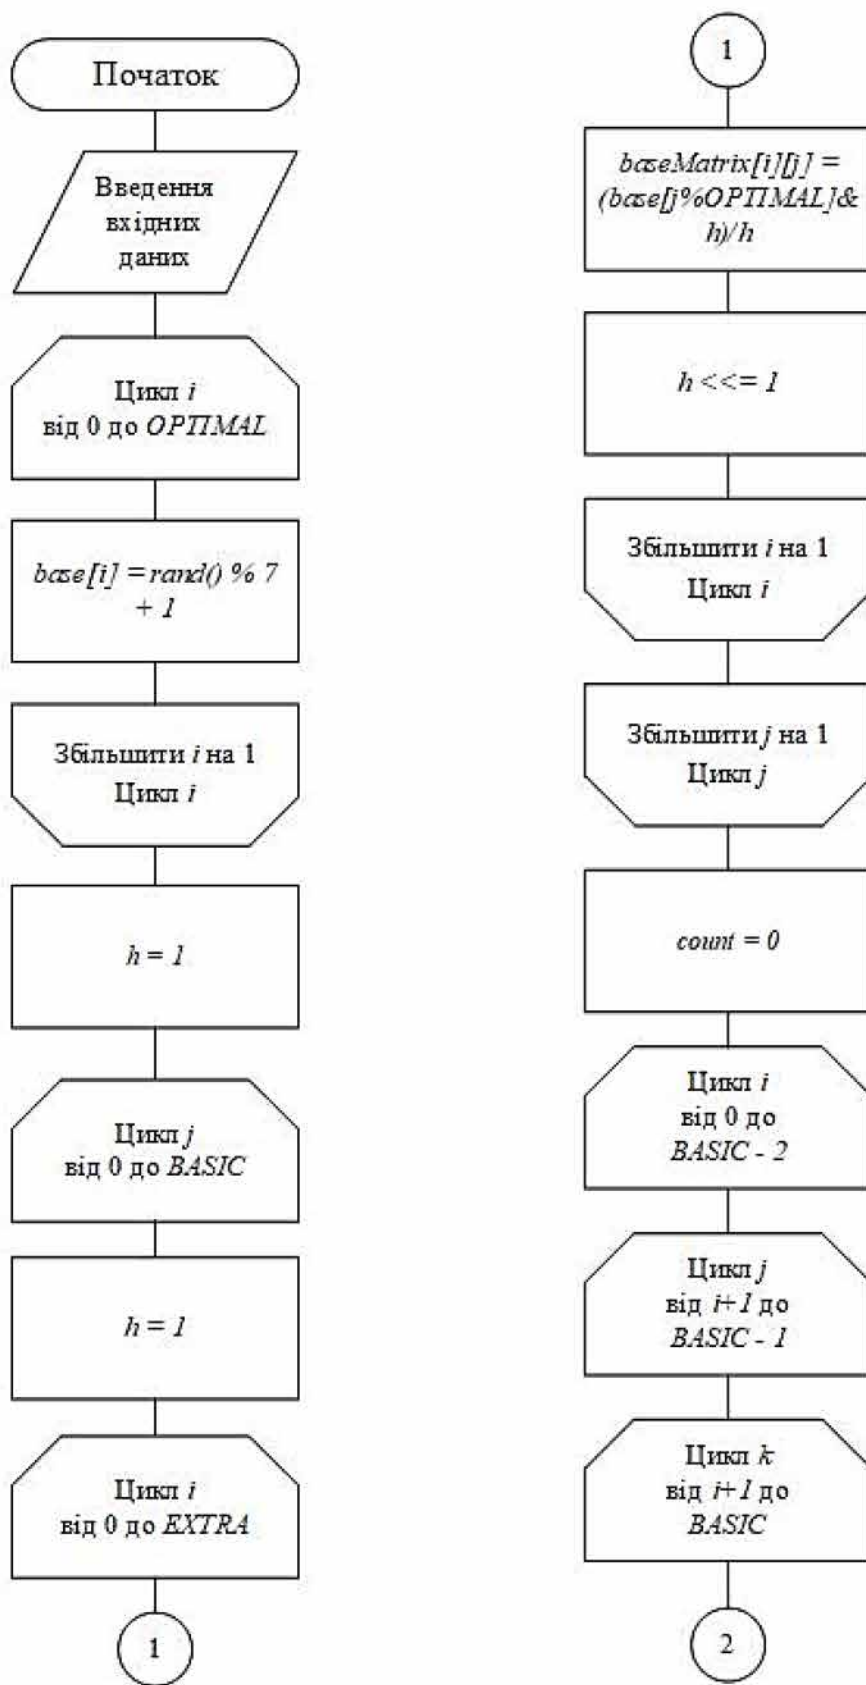 Початок
Введення
вхідних
даних
Цикл i
від 0 до OPTIMAL
base[i] = rand() % 7
+ 1
Збільшити i на 1
Цикл i
h = 1
Цикл j
від 0 до BASIC
h = 1
Цикл i
від 0 до EXTRA
1
1
baseMatrix[i][j] =
(base[j%OPTIMAL]&
h)/h
h <<= 1
Збільшити i на 1
Цикл i
Збільшити j на 1
Цикл j
count = 0
Цикл i
від 0 до
BASIC - 2
Цикл j
від i+1 до
BASIC - 1
Цикл k
від i+1 до
BASIC
2